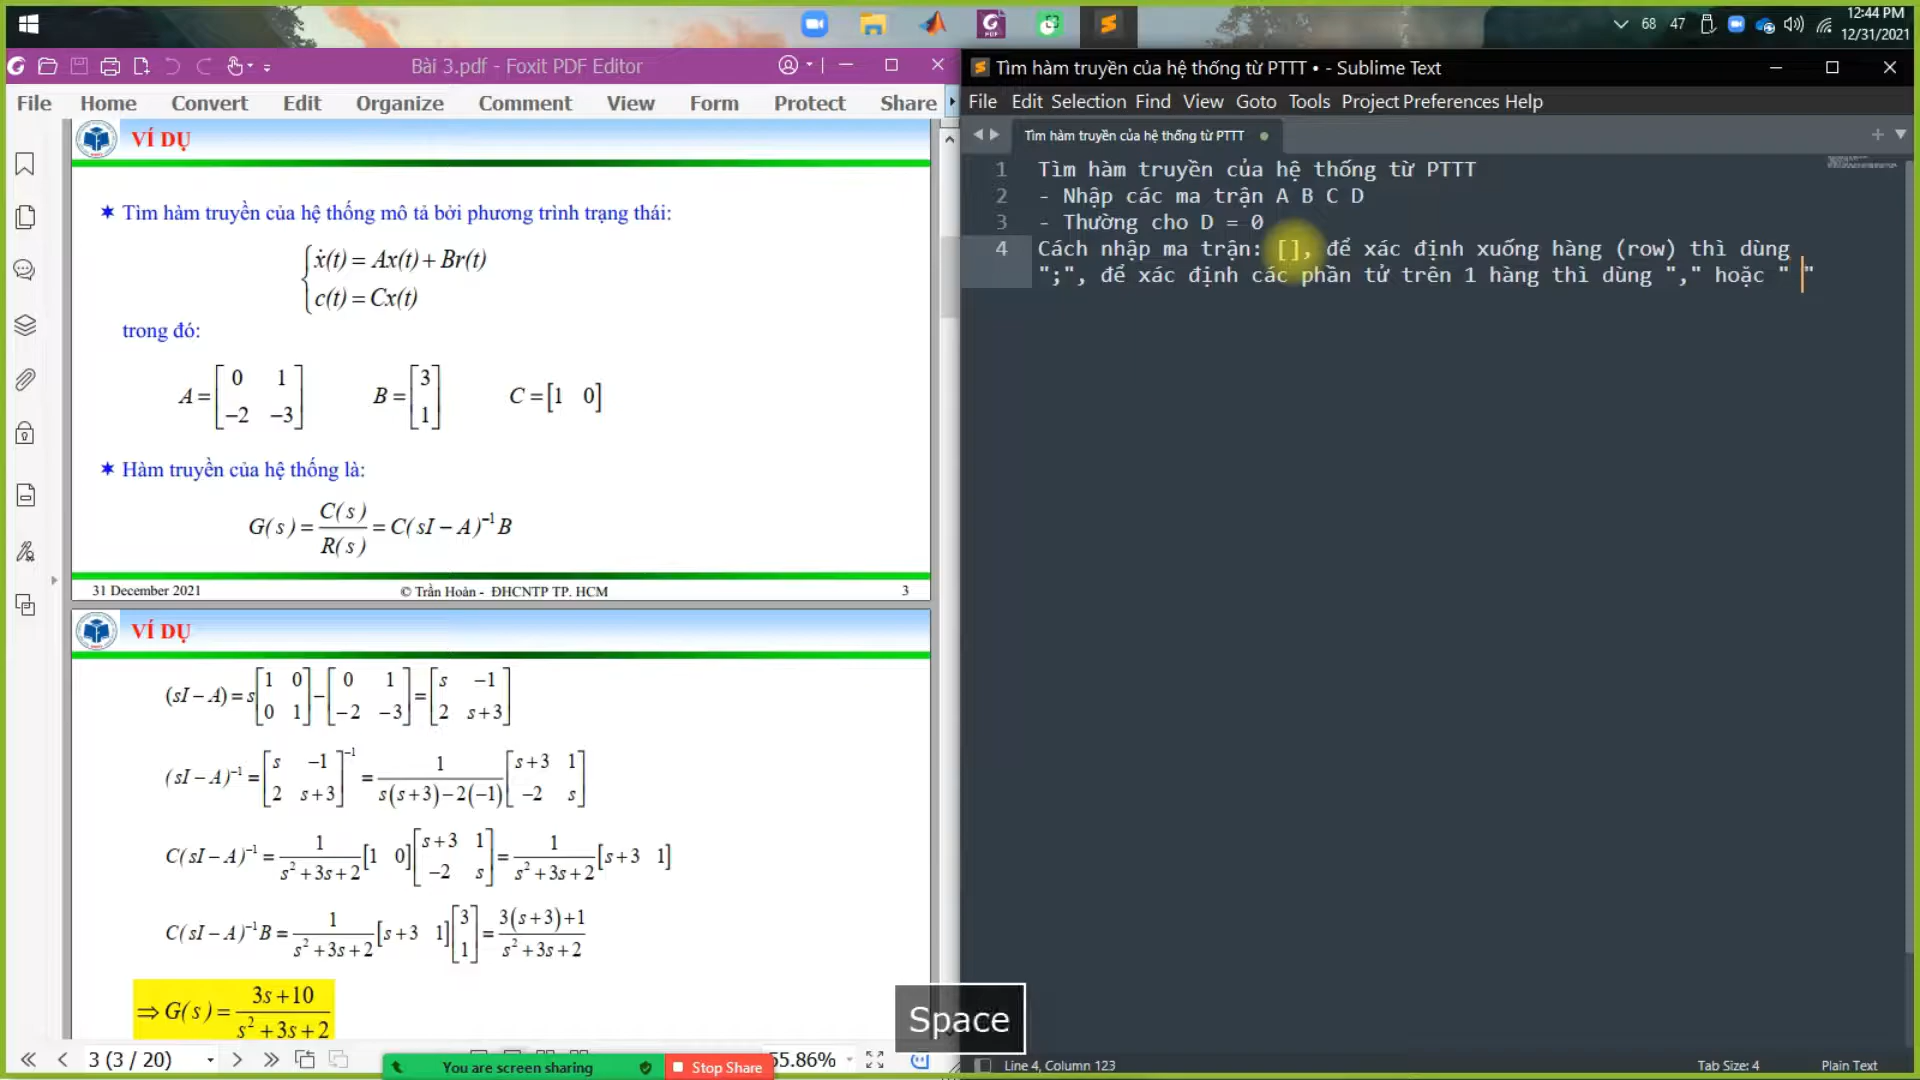 68 47 12:44 PM
12/31/2021
Bài 3.pdf - Foxit PDF Editor
File Home Convert Edit Organize Comment View Form Protect Share
VÍ DỤ
Tìm hàm truyền của hệ thống mô tả bởi phương trình trạng thái:
ẋ(t) = Ax(t) + Br(t)
c(t) = Cx(t)
trong đó:
A = [0 1; −2 −3] B = [3; 1] C = [1 0]
Hàm truyền của hệ thống là:
G(s) = C(s)/R(s) = C(sI − A)⁻¹B
31 December 2021 © Trần Hoàn - ĐHCNTP TP. HCM 3
VÍ DỤ
(sI − A) = s[1 0; 0 1] − [0 1; −2 −3] = [s −1; 2 s+3]
(sI − A)⁻¹ = [s −1; 2 s+3]⁻¹ = 1/(s(s+3)−2(−1)) [s+3 1; −2 s]
C(sI − A)⁻¹ = 1/(s²+3s+2) [1 0][s+3 1; −2 s] = 1/(s²+3s+2) [s+3 1]
C(sI − A)⁻¹B = 1/(s²+3s+2) [s+3 1][3; 1] = (3(s+3)+1)/(s²+3s+2)
⇒ G(s) = (3s+10)/(s²+3s+2)
3 (3 / 20) 55.86%
You are screen sharing Stop Share
Tìm hàm truyền của hệ thống từ PTTT • - Sublime Text
File Edit Selection Find View Goto Tools Project Preferences Help
Tìm hàm truyền của hệ thống từ PTTT
1 Tìm hàm truyền của hệ thống từ PTTT
2 - Nhập các ma trận A B C D
3 - Thường cho D = 0
4 Cách nhập ma trận: [], để xác định xuống hàng (row) thì dùng
";", để xác định các phần tử trên 1 hàng thì dùng "," hoặc " "
Space
Line 4, Column 123 Tab Size: 4 Plain Text